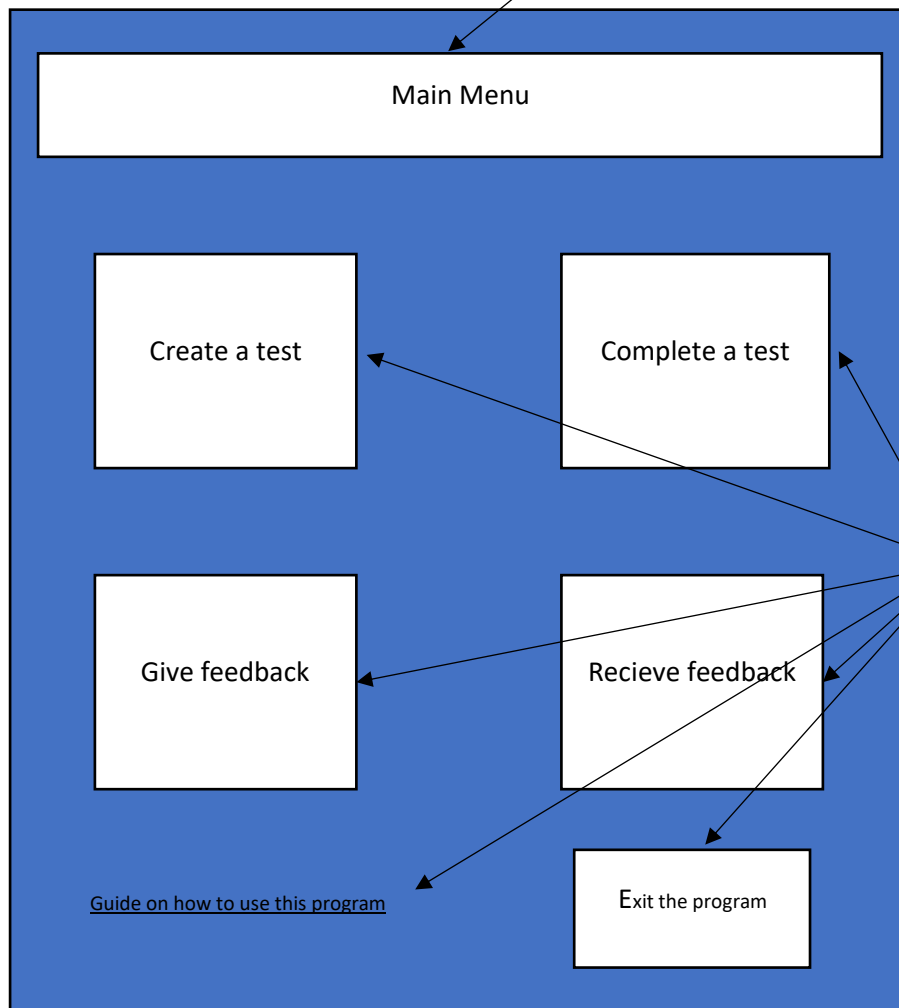 Main Menu
Create a test
Complete a test
Give feedback
Recieve feedback
Guide on how to use this program
Exit the program